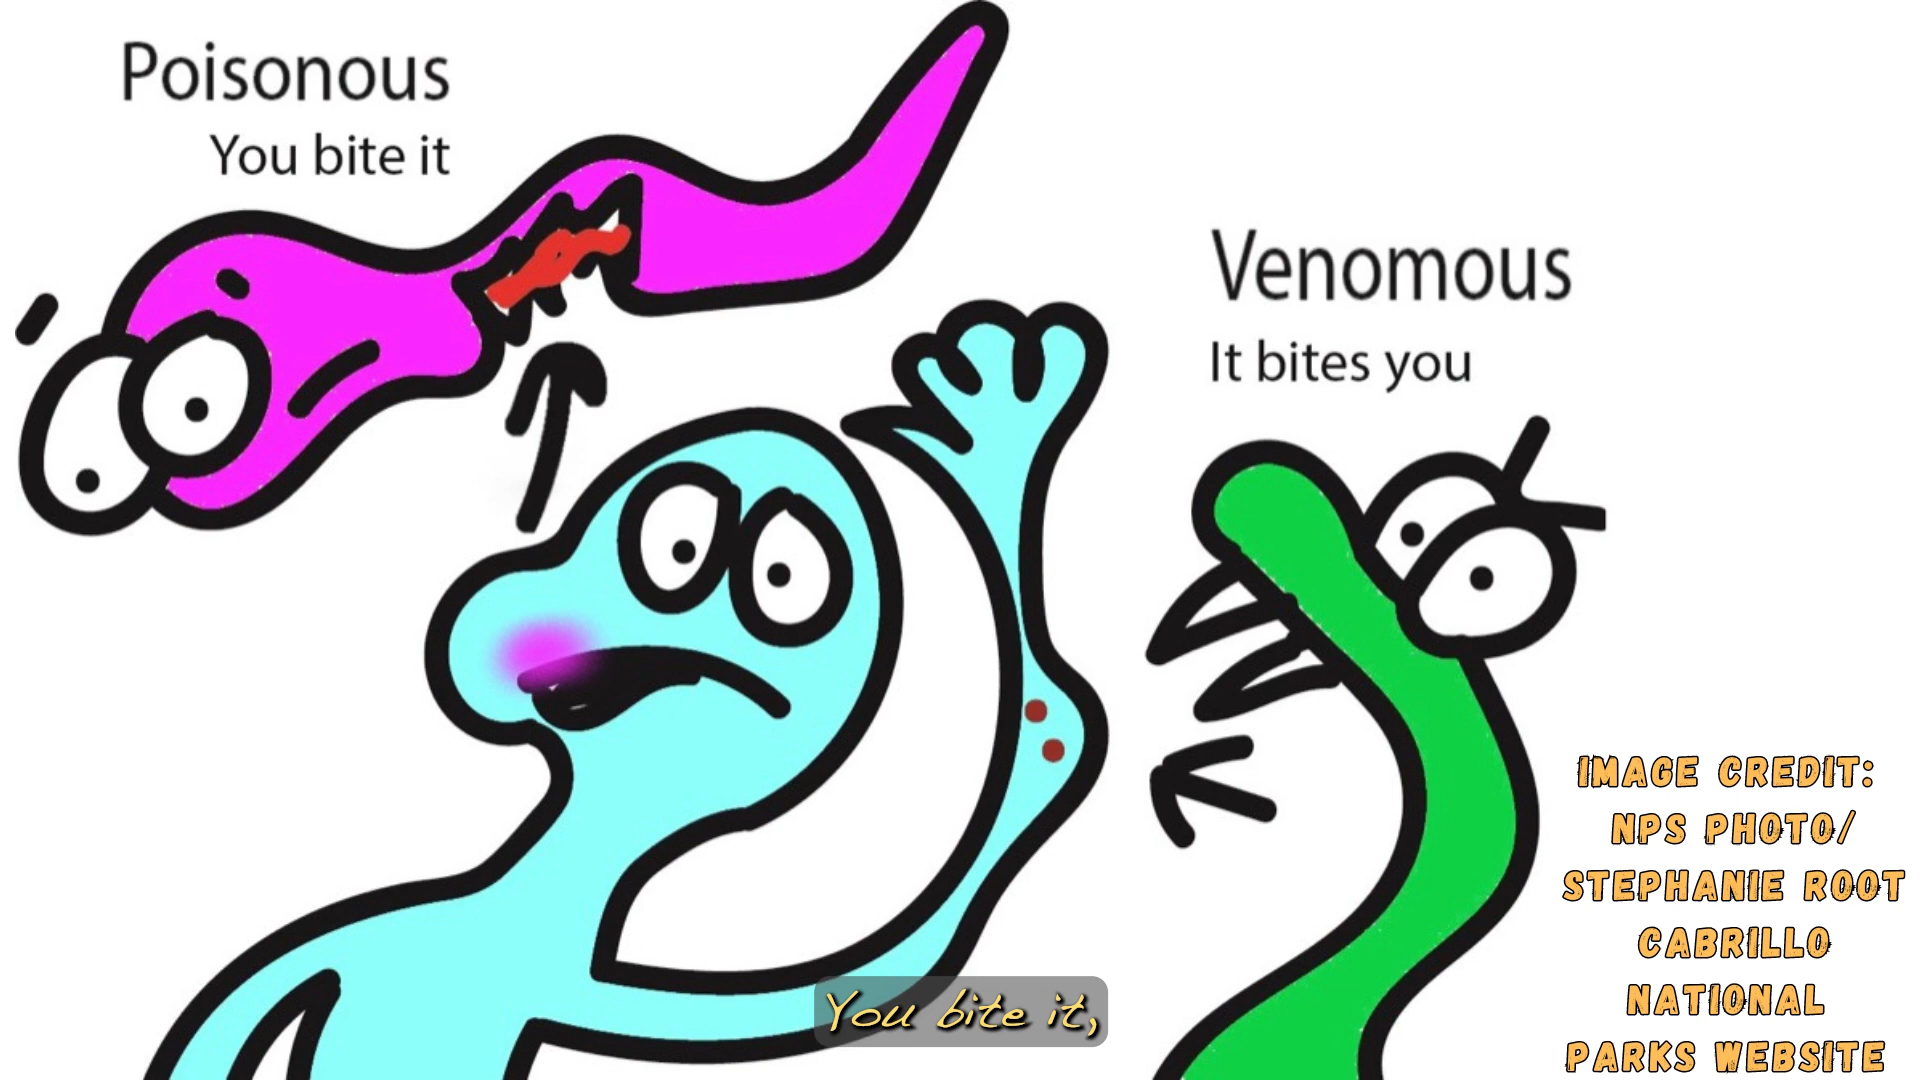 Poisonous
You bite it
Venomous
It bites you
IMAGE CREDIT:
NPS PHOTO/
STEPHANIE ROOT
CABRILLO
NATIONAL
PARKS WEBSITE
You bite it,